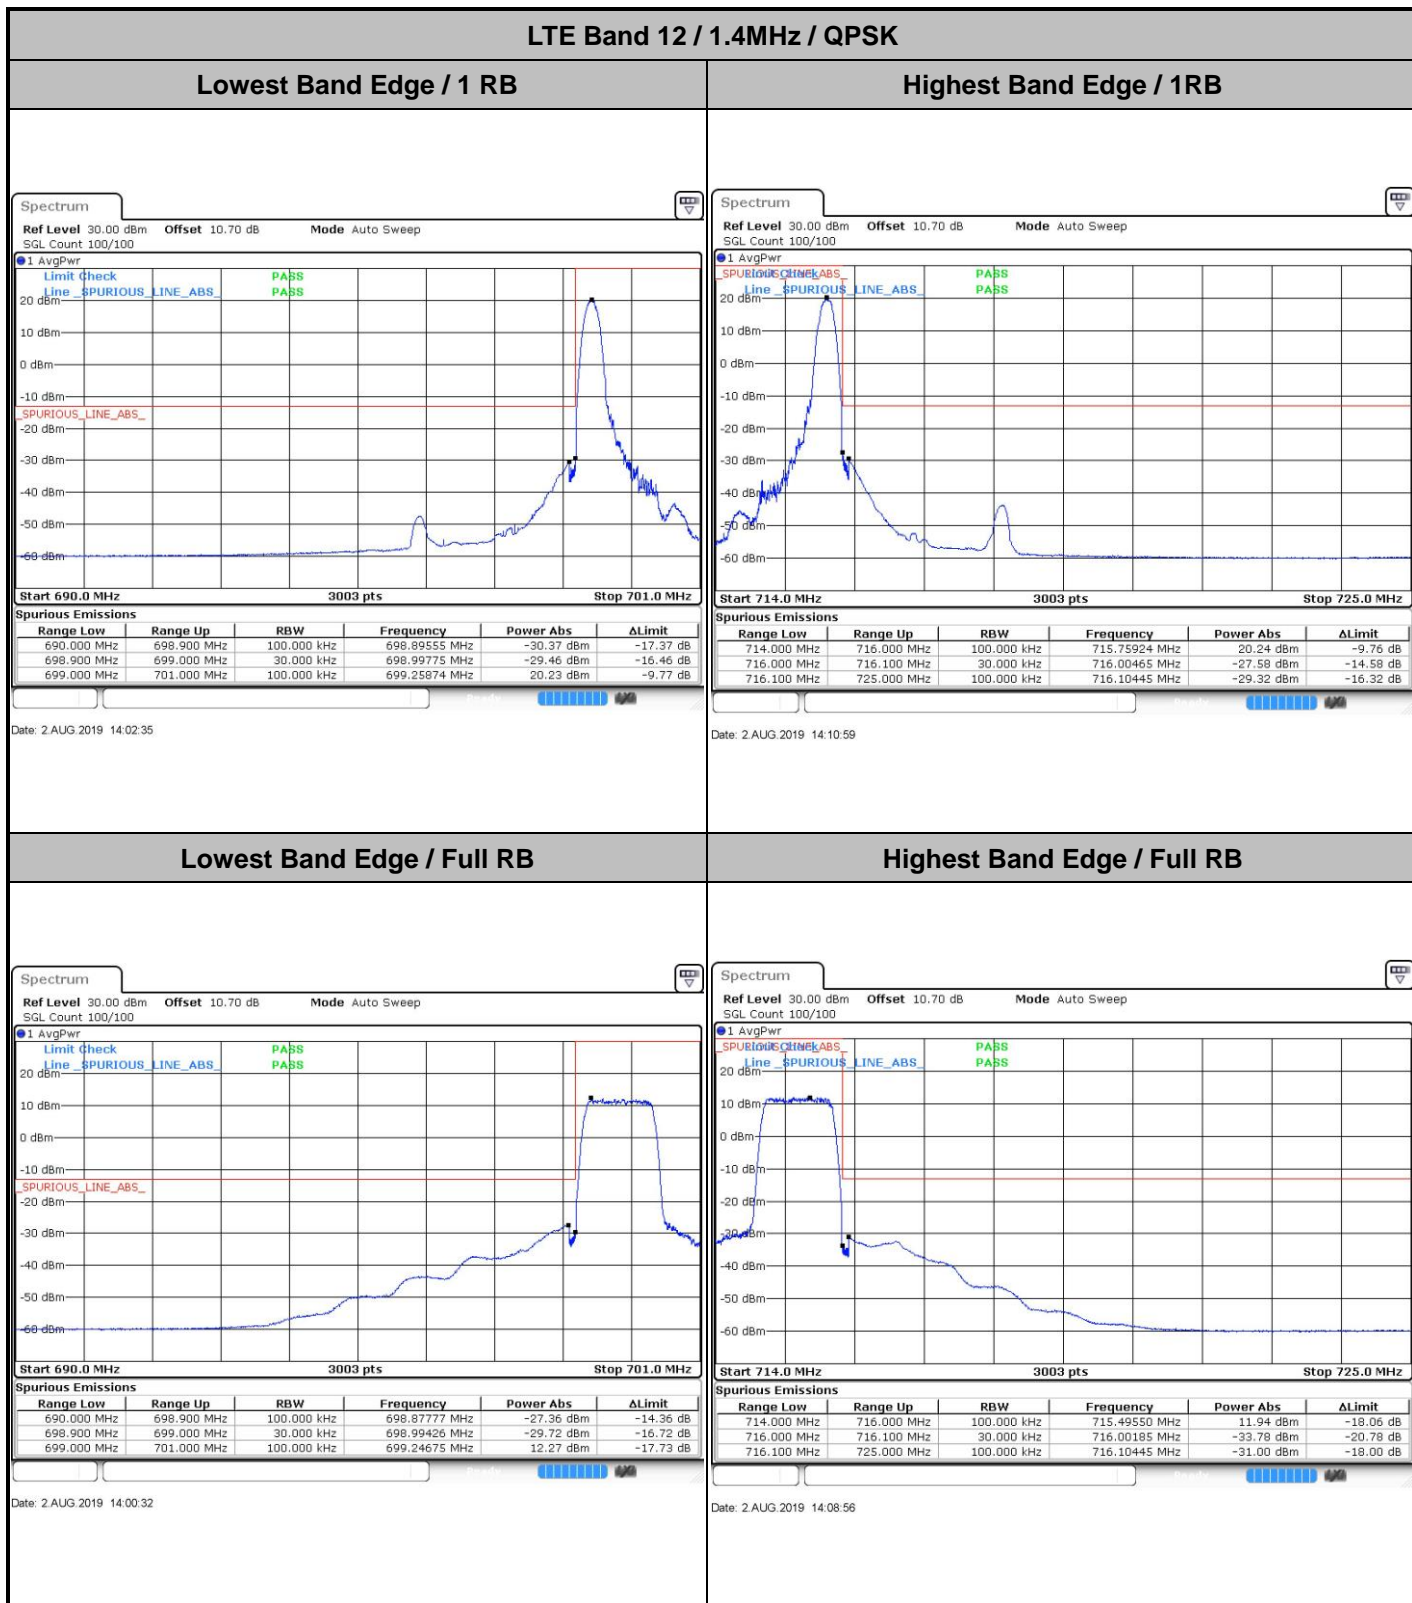 LTE Band 12 / 1.4MHz / QPSK
Lowest Band Edge / 1 RB
Highest Band Edge / 1RB
Spectrum
Ref Level 30.00 dBm Offset 10.70 dB Mode Auto Sweep
SGL Count 100/100
1 AvgPwr
Limit Check PASS
Line _SPURIOUS_LINE_ABS_ PASS
20 dBm
10 dBm
0 dBm
-10 dBm
_SPURIOUS_LINE_ABS_
-20 dBm
-30 dBm
-40 dBm
-50 dBm
-60 dBm
Start 690.0 MHz 3003 pts Stop 701.0 MHz
Spurious Emissions
Range Low Range Up RBW Frequency Power Abs ΔLimit
690.000 MHz 698.900 MHz 100.000 kHz 698.89555 MHz -30.37 dBm -17.37 dB
698.900 MHz 699.000 MHz 30.000 kHz 698.99775 MHz -29.46 dBm -16.46 dB
699.000 MHz 701.000 MHz 100.000 kHz 699.25874 MHz 20.23 dBm -9.77 dB
Date: 2.AUG.2019 14:02:35
Spectrum
Ref Level 30.00 dBm Offset 10.70 dB Mode Auto Sweep
SGL Count 100/100
1 AvgPwr
_SPURIOUS_LINE_ABS_
Limit Check PASS
Line _SPURIOUS_LINE_ABS_ PASS
20 dBm
10 dBm
0 dBm
-10 dBm
-20 dBm
-30 dBm
-40 dBm
-50 dBm
-60 dBm
Start 714.0 MHz 3003 pts Stop 725.0 MHz
Spurious Emissions
Range Low Range Up RBW Frequency Power Abs ΔLimit
714.000 MHz 716.000 MHz 100.000 kHz 715.75924 MHz 20.24 dBm -9.76 dB
716.000 MHz 716.100 MHz 30.000 kHz 716.00465 MHz -27.58 dBm -14.58 dB
716.100 MHz 725.000 MHz 100.000 kHz 716.10445 MHz -29.32 dBm -16.32 dB
Date: 2.AUG.2019 14:10:59
Lowest Band Edge / Full RB
Highest Band Edge / Full RB
Spectrum
Ref Level 30.00 dBm Offset 10.70 dB Mode Auto Sweep
SGL Count 100/100
1 AvgPwr
Limit Check PASS
Line _SPURIOUS_LINE_ABS_ PASS
20 dBm
10 dBm
0 dBm
-10 dBm
_SPURIOUS_LINE_ABS_
-20 dBm
-30 dBm
-40 dBm
-50 dBm
-60 dBm
Start 690.0 MHz 3003 pts Stop 701.0 MHz
Spurious Emissions
Range Low Range Up RBW Frequency Power Abs ΔLimit
690.000 MHz 698.900 MHz 100.000 kHz 698.87777 MHz -27.36 dBm -14.36 dB
698.900 MHz 699.000 MHz 30.000 kHz 698.99426 MHz -29.72 dBm -16.72 dB
699.000 MHz 701.000 MHz 100.000 kHz 699.24675 MHz 12.27 dBm -17.73 dB
Date: 2.AUG.2019 14:00:32
Spectrum
Ref Level 30.00 dBm Offset 10.70 dB Mode Auto Sweep
SGL Count 100/100
1 AvgPwr
_SPURIOUS_LINE_ABS_
Limit Check PASS
Line _SPURIOUS_LINE_ABS_ PASS
20 dBm
10 dBm
0 dBm
-10 dBm
-20 dBm
-30 dBm
-40 dBm
-50 dBm
-60 dBm
Start 714.0 MHz 3003 pts Stop 725.0 MHz
Spurious Emissions
Range Low Range Up RBW Frequency Power Abs ΔLimit
714.000 MHz 716.000 MHz 100.000 kHz 715.49550 MHz 11.94 dBm -18.06 dB
716.000 MHz 716.100 MHz 30.000 kHz 716.00185 MHz -33.78 dBm -20.78 dB
716.100 MHz 725.000 MHz 100.000 kHz 716.10445 MHz -31.00 dBm -18.00 dB
Date: 2.AUG.2019 14:08:56